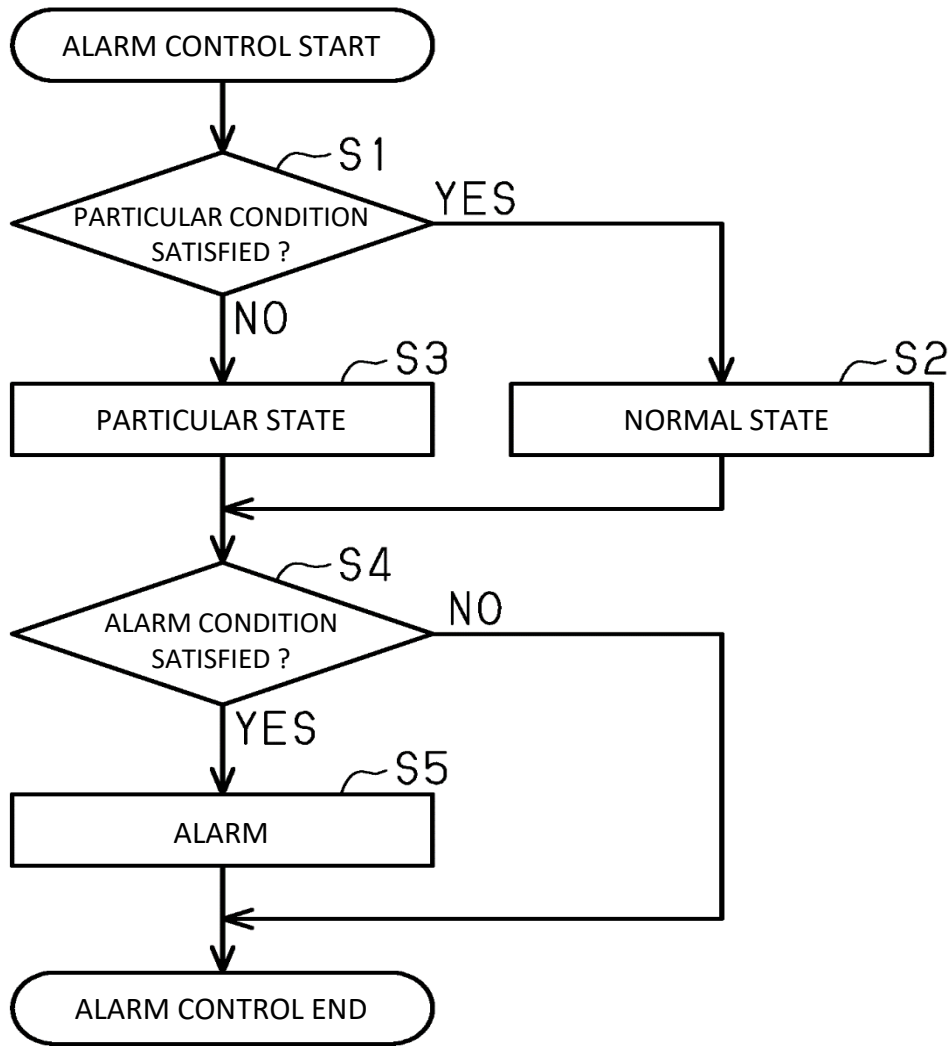 ALARM CONTROL START
S1
PARTICULAR CONDITION
SATISFIED ?
YES
NO
S3
PARTICULAR STATE
S2
NORMAL STATE
S4
ALARM CONDITION
SATISFIED ?
NO
YES
S5
ALARM
ALARM CONTROL END